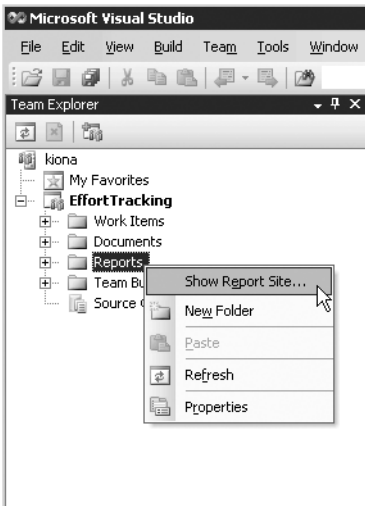 Microsoft Visual Studio
File Edit View Build Team Tools Window
Team Explorer
kiona
My Favorites
EffortTracking
Work Items
Documents
Reports
Show Report Site...
Team
Source
New Folder
Paste
Refresh
Properties